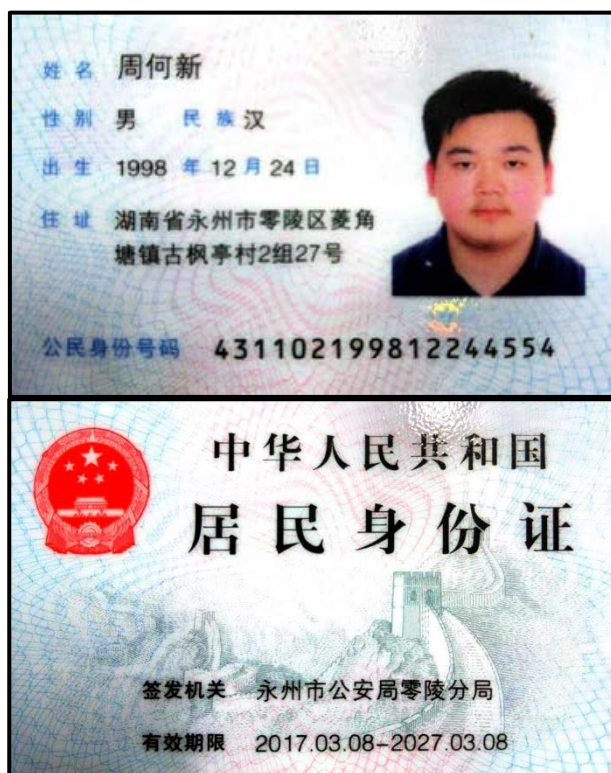 姓名 周何新
性别 男 民族 汉
出生 1998 年 12 月 24 日
住址 湖南省永州市零陵区菱角
塘镇古枫亭村2组27号
公民身份号码 431102199812244554
中华人民共和国
居民身份证
签发机关 永州市公安局零陵分局
有效期限 2017.03.08-2027.03.08